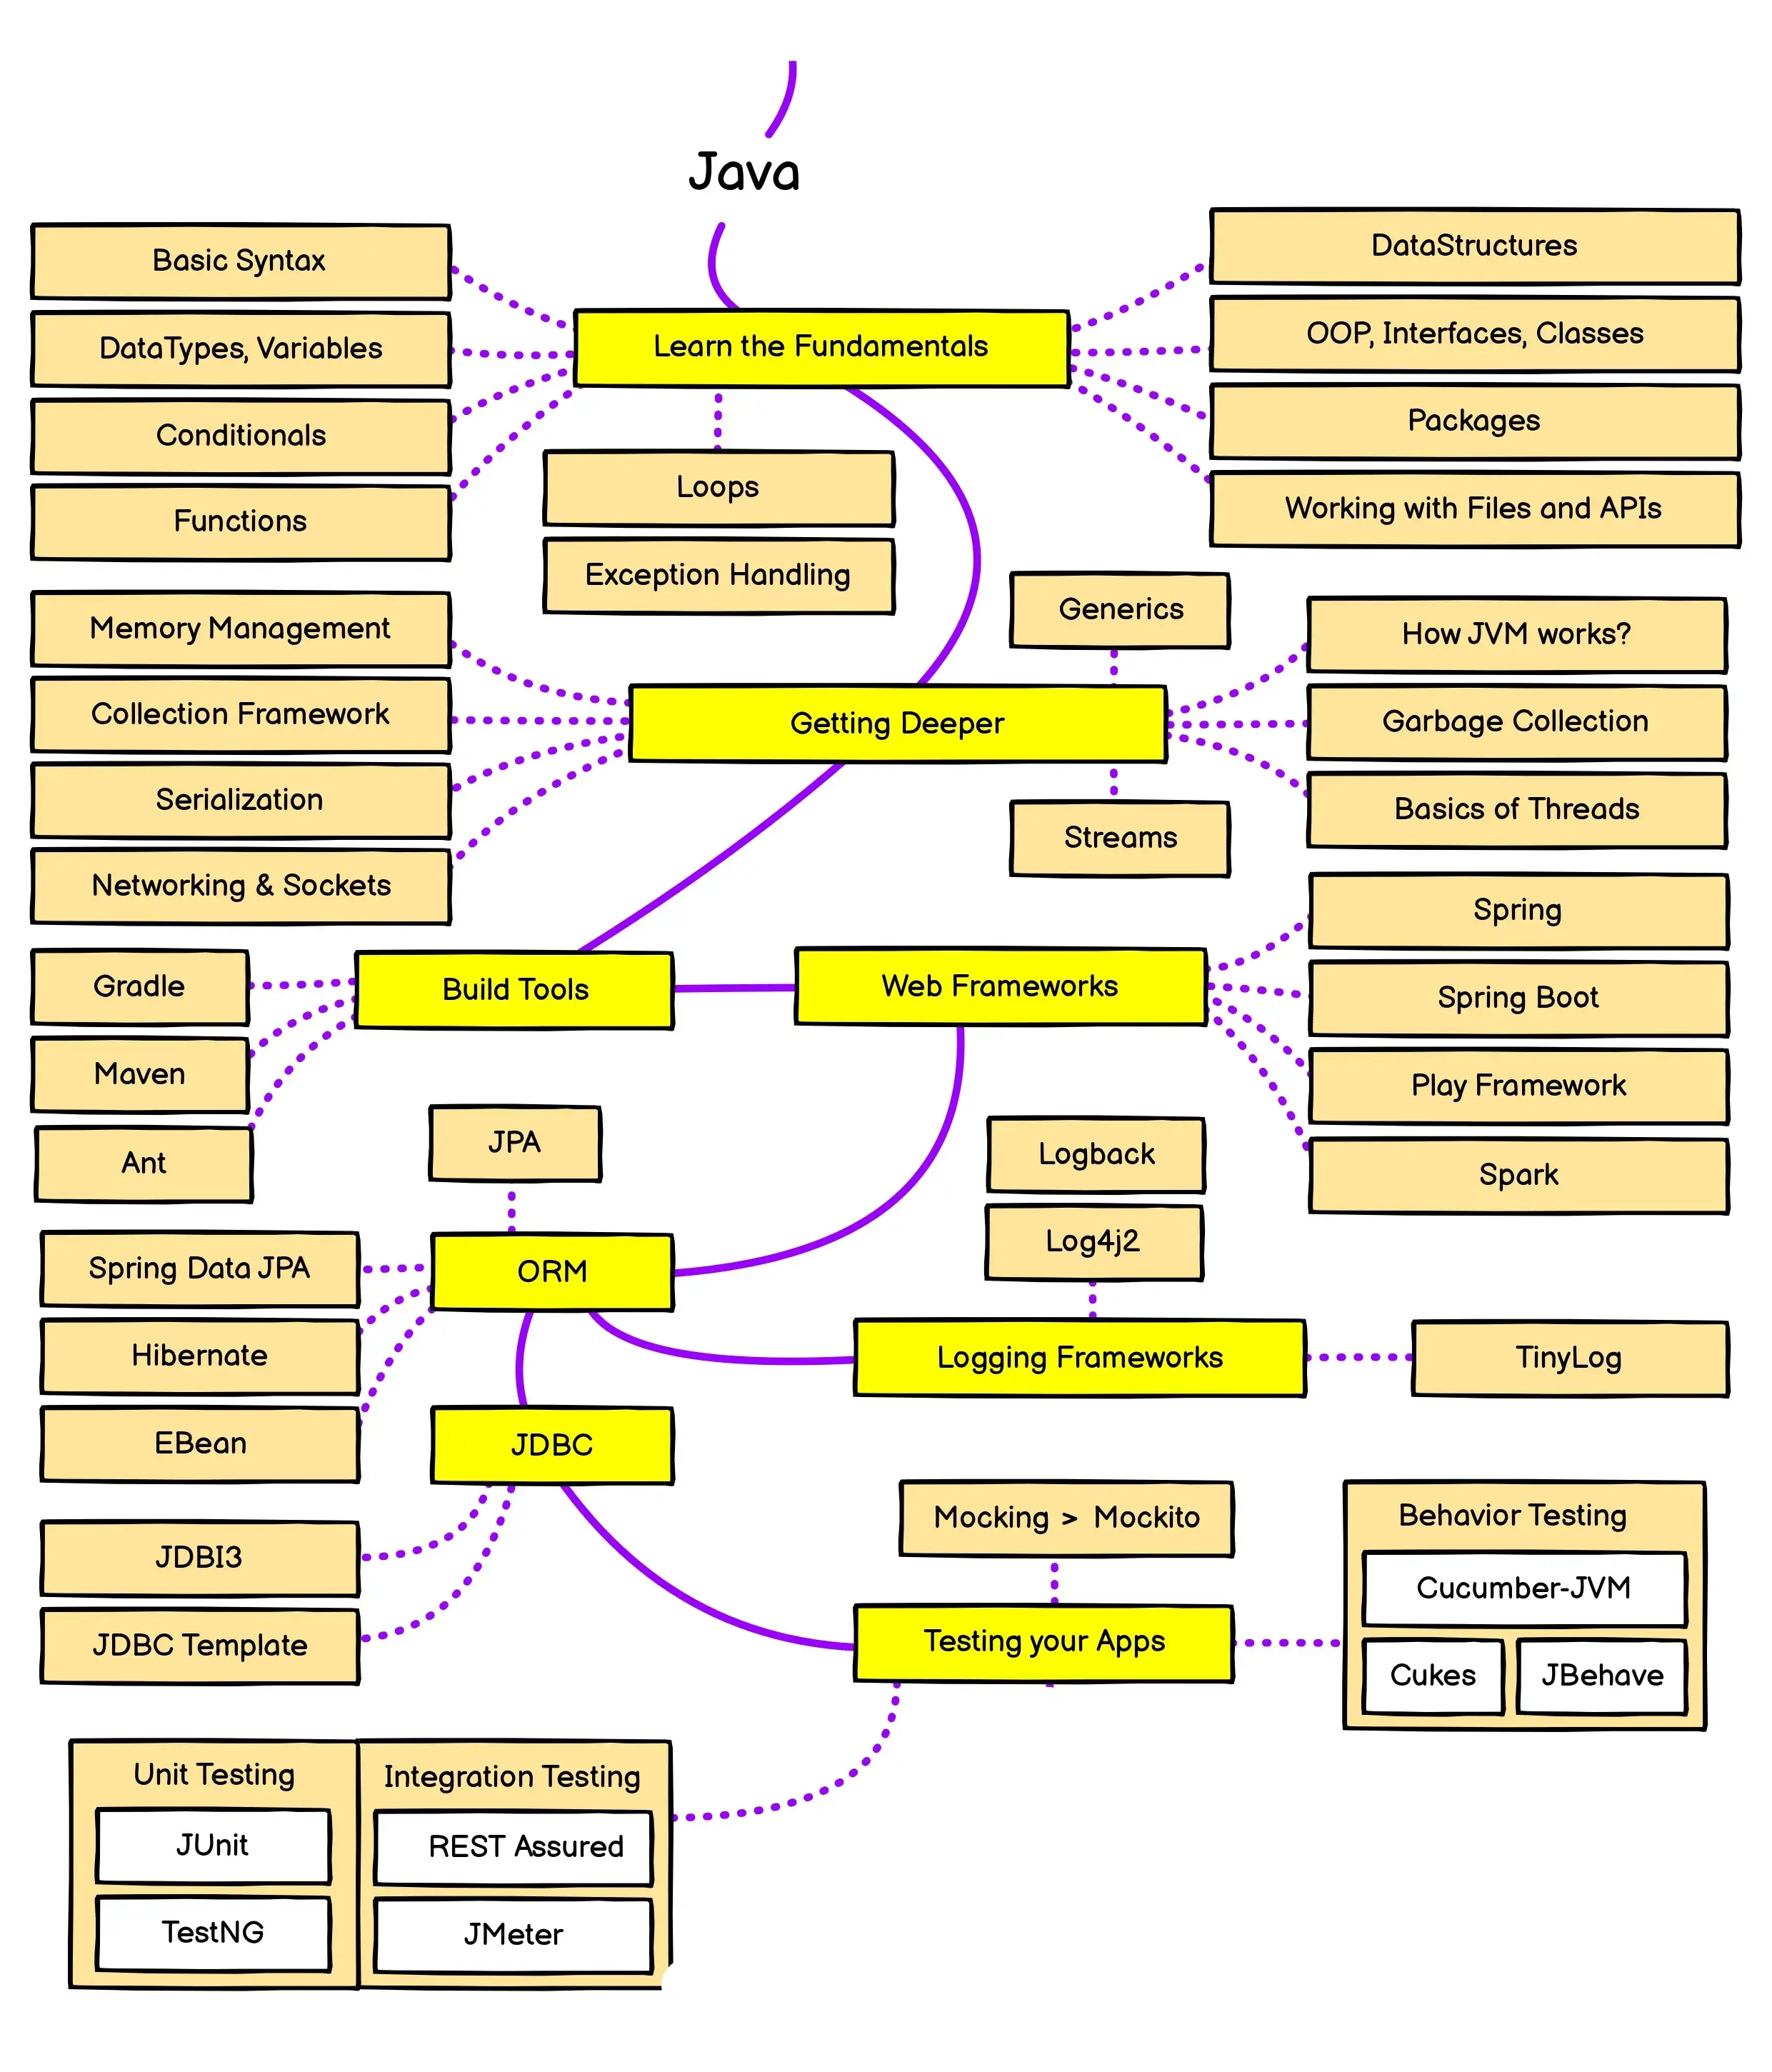 Java
Learn the Fundamentals
Basic Syntax
DataTypes, Variables
Conditionals
Functions
Loops
Exception Handling
DataStructures
OOP, Interfaces, Classes
Packages
Working with Files and APIs
Getting Deeper
Memory Management
Collection Framework
Serialization
Networking & Sockets
Generics
Streams
How JVM works?
Garbage Collection
Basics of Threads
Build Tools
Gradle
Maven
Ant
Web Frameworks
Spring
Spring Boot
Play Framework
Spark
ORM
JPA
Spring Data JPA
Hibernate
EBean
Logging Frameworks
Logback
Log4j2
TinyLog
JDBC
JDBI3
JDBC Template
Testing your Apps
Mocking > Mockito
Behavior Testing
Cucumber-JVM
Cukes
JBehave
Unit Testing
JUnit
TestNG
Integration Testing
REST Assured
JMeter